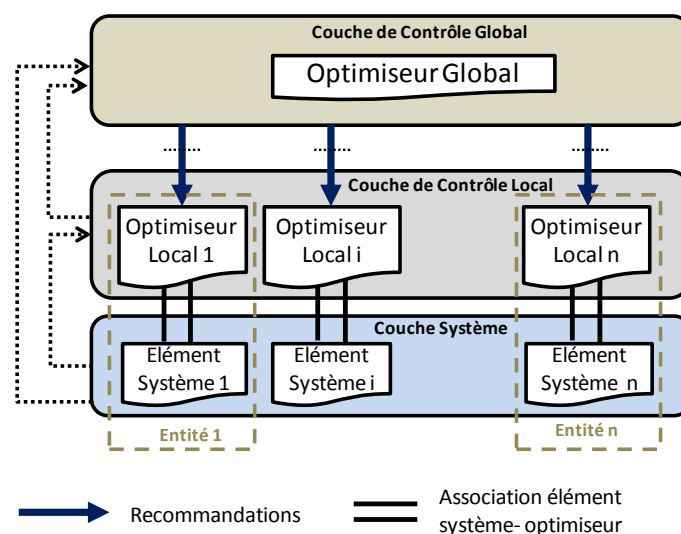 Couche de Contrôle Global
Optimiseur Global
Couche de Contrôle Local
Optimiseur
Local 1
Optimiseur
Local i
Optimiseur
Local n
Couche Système
Elément
Système 1
Elément
Système i
Elément
Système n
Entité 1
Entité n
Recommandations
Association élément
système- optimiseur